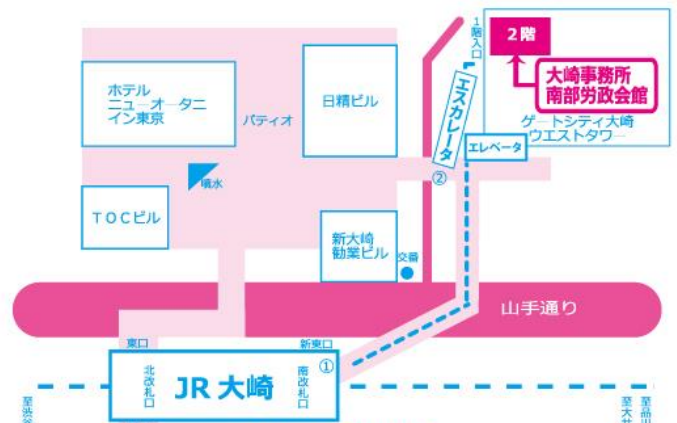 1階入口
2階
大崎事務所
南部労政会館
ゲートシティ大崎
ウエストタワー
エスカレータ
エレベータ
②
ホテル
ニューオータニ
イン東京
パティオ
日精ビル
噴水
TOCビル
新大崎
勧業ビル
交番
山手通り
東口
新東口
①
北改札口
JR 大崎
南改札口